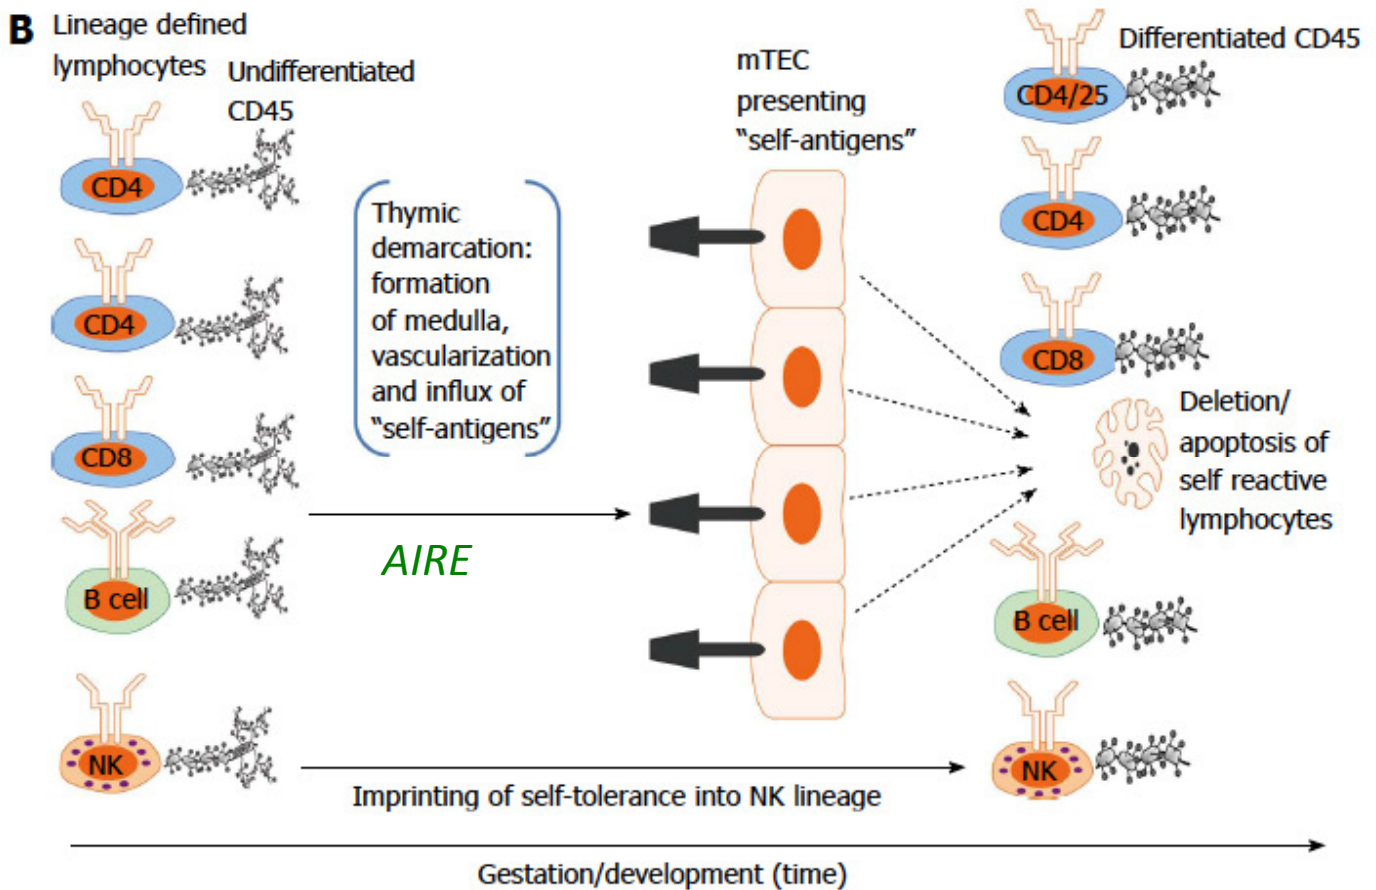 B
Lineage defined
lymphocytes
Undifferentiated
CD45
CD4
CD4
CD8
B cell
NK
Thymic
demarcation:
formation
of medulla,
vascularization
and influx of
“self-antigens”
AIRE
mTEC
presenting
“self-antigens”
Differentiated CD45
CD4/25
CD4
CD8
Deletion/
apoptosis of
self reactive
lymphocytes
B cell
NK
Imprinting of self-tolerance into NK lineage
Gestation/development (time)